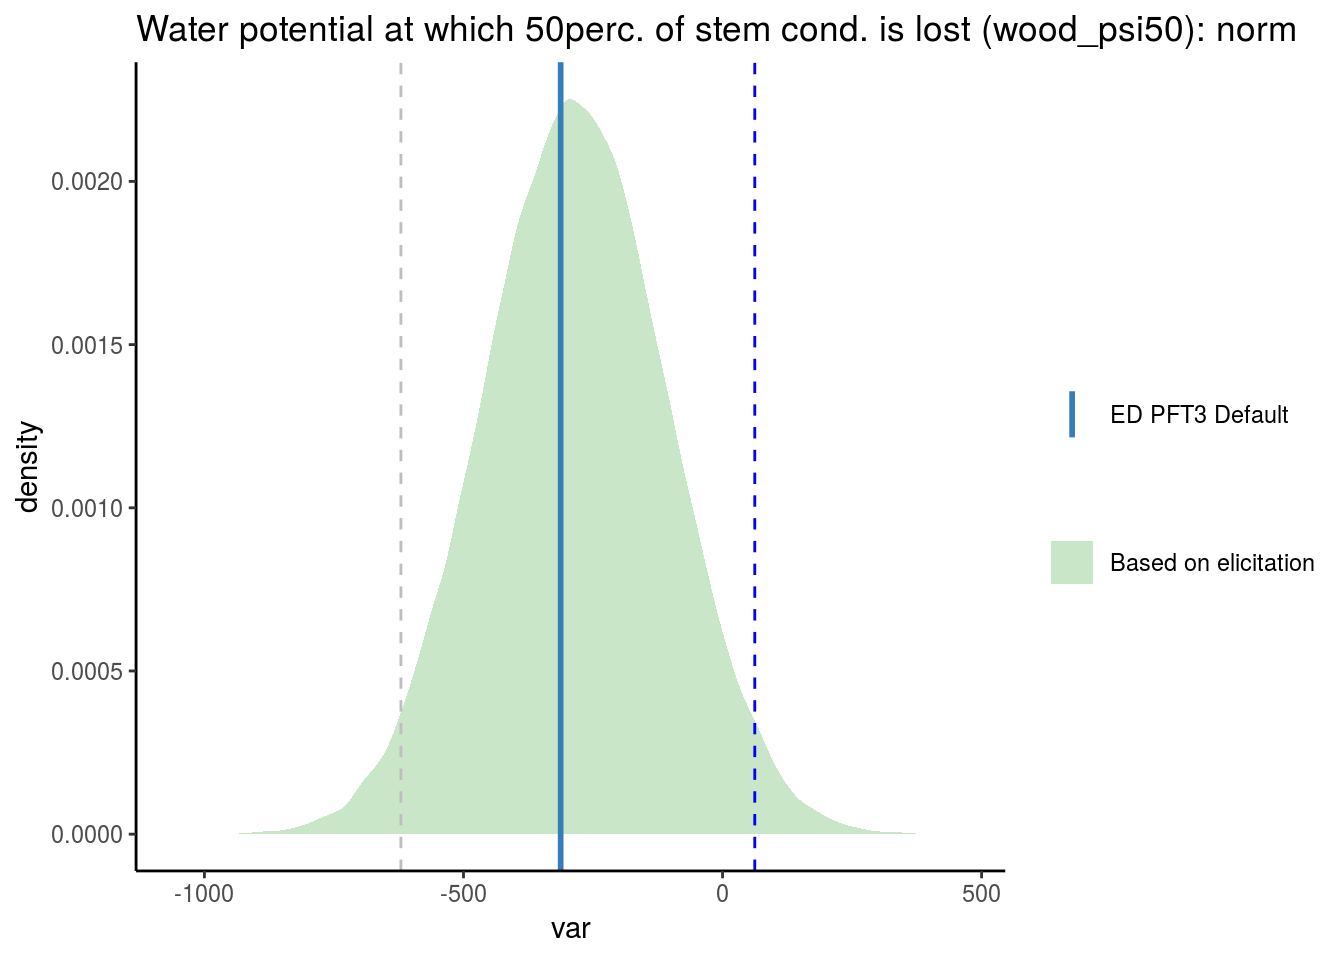 Water potential at which 50perc. of stem cond. is lost (wood_psi50): norm
density
0.0020
0.0015
0.0010
0.0005
0.0000
-1000
-500
0
500
var
ED PFT3 Default
Based on elicitation